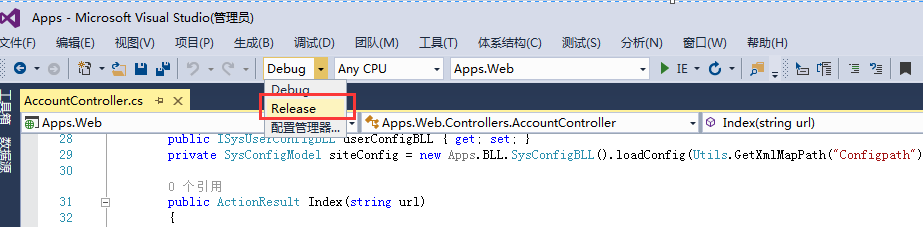 Apps - Microsoft Visual Studio(管理员)
文件(F) 编辑(E) 视图(V) 项目(P) 生成(B) 调试(D) 团队(M) 工具(T) 体系结构(C) 测试(S) 分析(N) 窗口(W) 帮助(H)
Debug Any CPU Apps.Web IE
Debug
Release
配置管理器...
工具箱 数据源
AccountController.cs
Apps.Web Apps.Web.Controllers.AccountController Index(string url)
28 public ISysUserConfigBLL userConfigBLL { get; set; }
29 private SysConfigModel siteConfig = new Apps.BLL.SysConfigBLL().loadConfig(Utils.GetXmlMapPath("Configpath")
30
0 个引用
31 public ActionResult Index(string url)
32 {